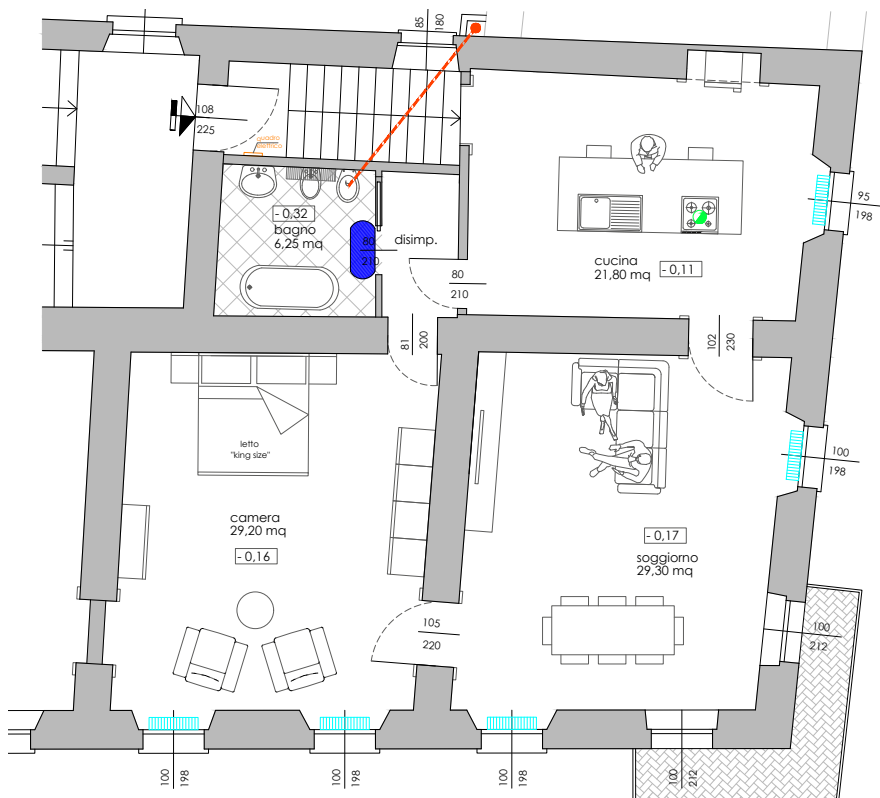 85
180
108
225
quadro
elettrico
- 0,32
bagno
6,25 mq
80
210
disimp.
95
198
cucina
21,80 mq
- 0,11
80
210
81
200
102
230
letto
"king size"
100
198
camera
29,20 mq
- 0,16
- 0,17
soggiorno
29,30 mq
105
220
100
212
100
198
100
198
100
198
100
212